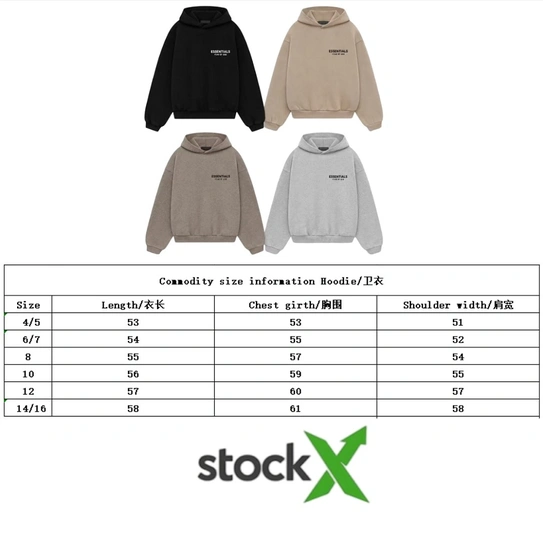 ESSENTIALS
ESSENTIALS
ESSENTIALS
ESSENTIALS
Commodity size information Hoodie/卫衣
Size Length/衣长 Chest girth/胸围 Shoulder width/肩宽
4/5 53 53 51
6/7 54 55 52
8 55 57 54
10 56 59 55
12 57 60 57
14/16 58 61 58
stockX